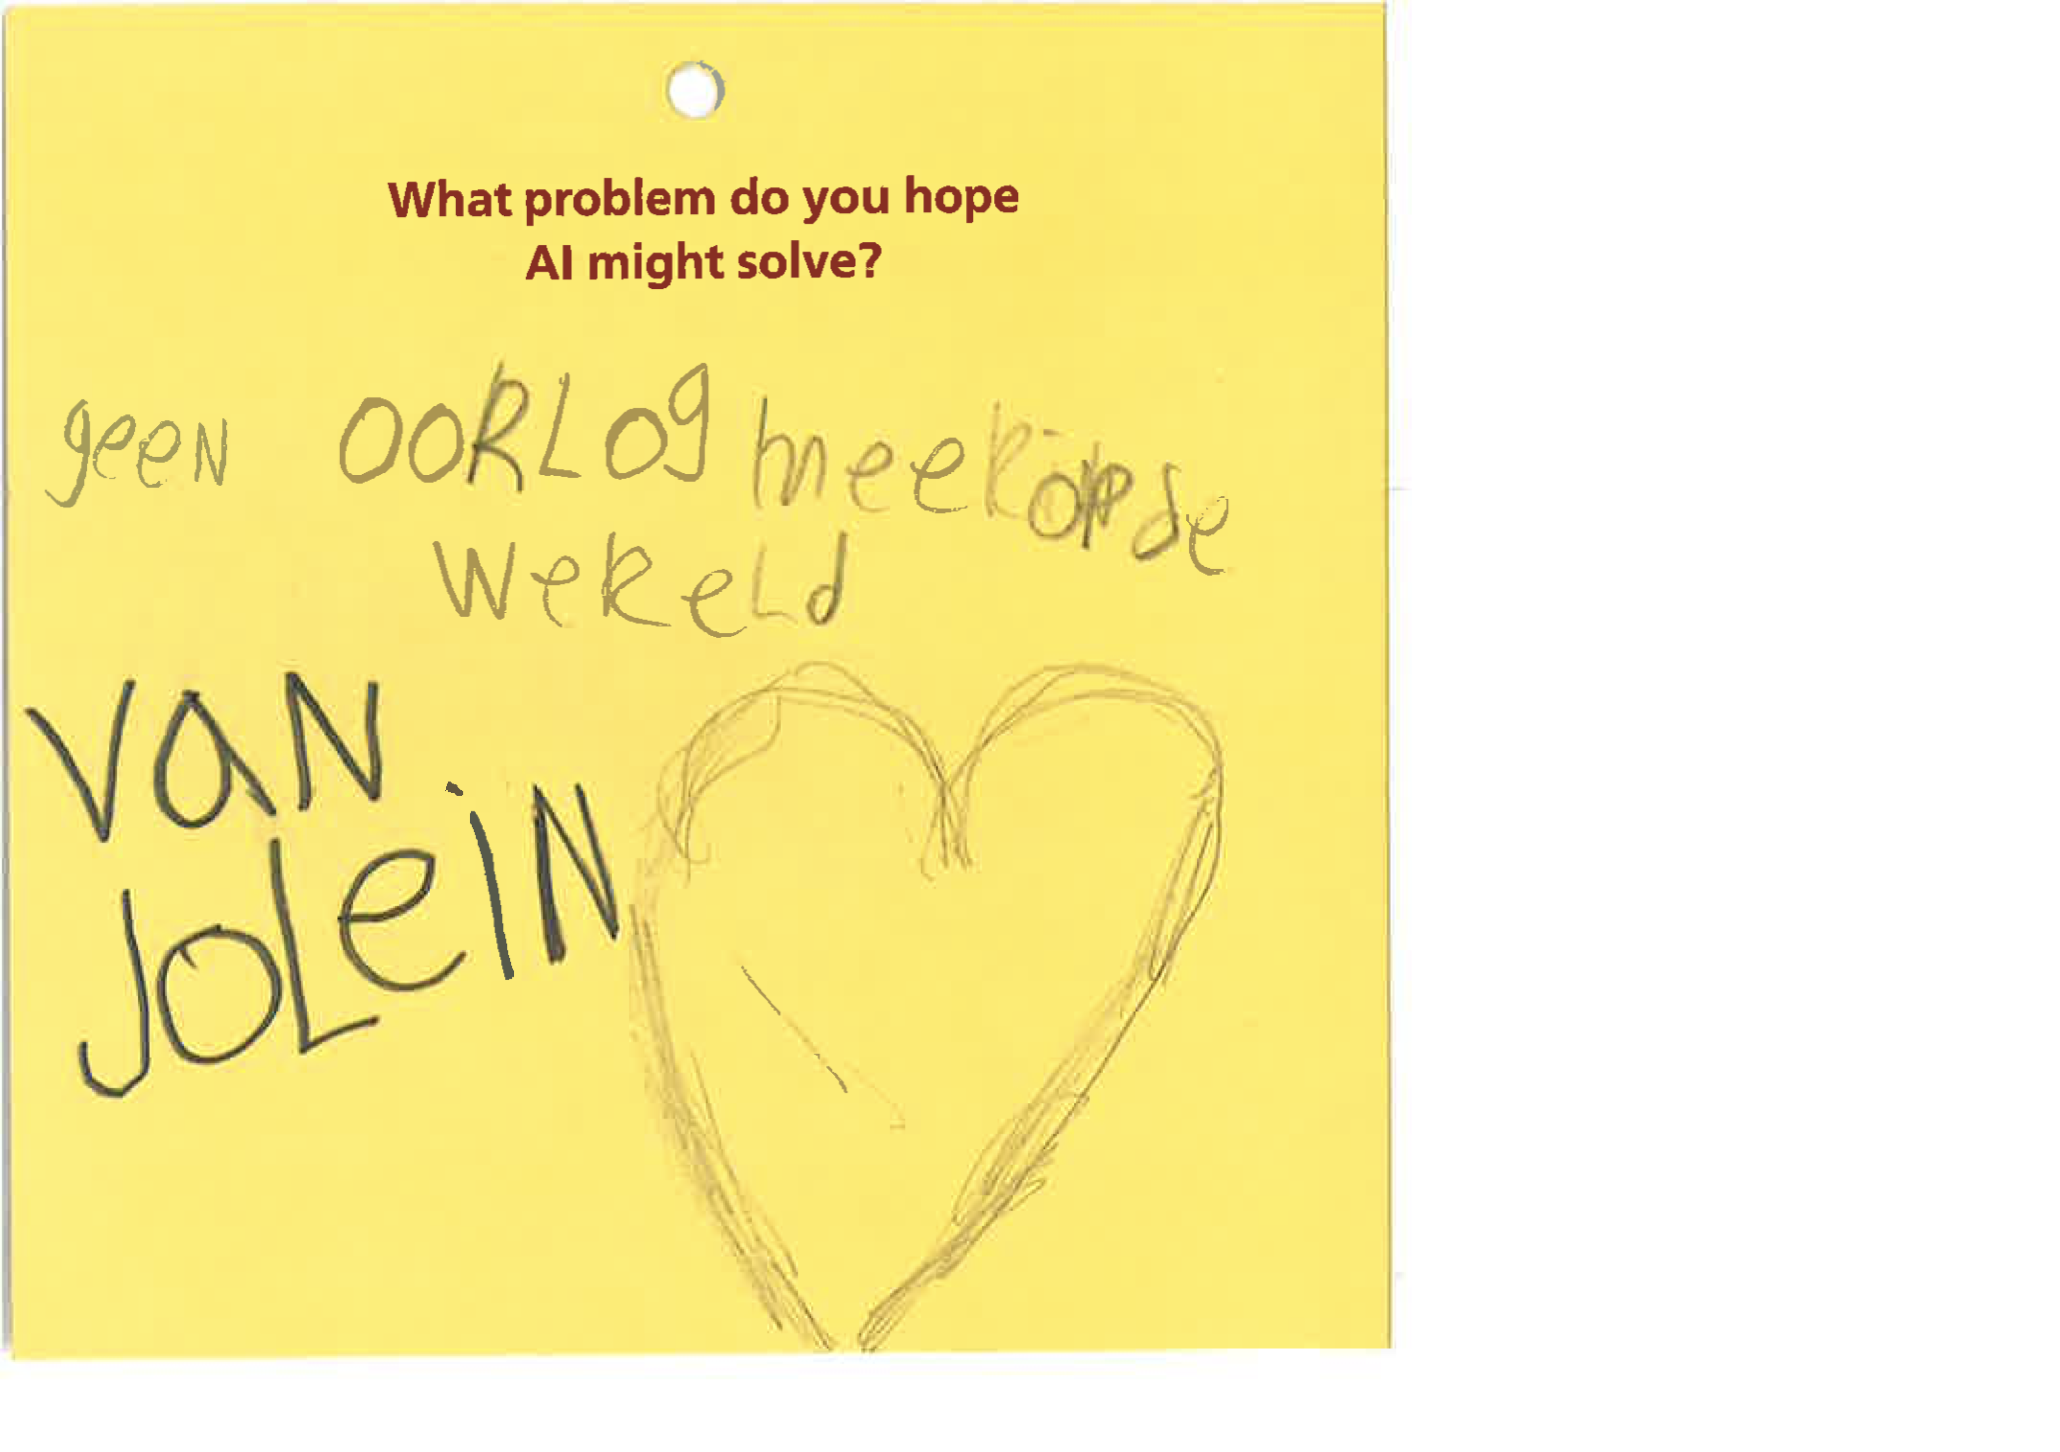 What problem do you hope
AI might solve?
geen OORLOg meeR op de
WeReLd
VaN
JOLeiN